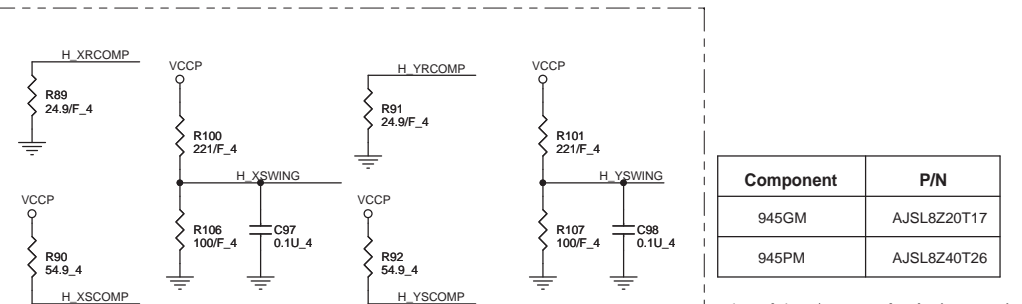 H_XRCOMP
R89
24.9/F_4
VCCP
R100
221/F_4
H_XSWING
R106
100/F_4
C97
0.1U_4
VCCP
R90
54.9_4
H_XSCOMP
H_YRCOMP
R91
24.9/F_4
VCCP
R101
221/F_4
H_YSWING
R107
100/F_4
C98
0.1U_4
VCCP
R92
54.9_4
H_YSCOMP
Component P/N
945GM AJSL8Z20T17
945PM AJSL8Z40T26